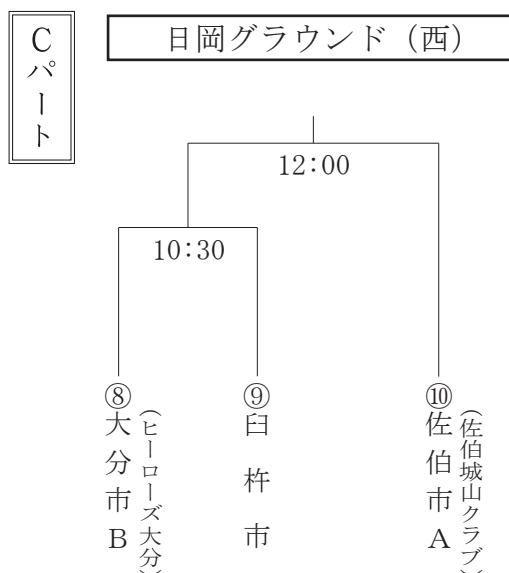 Cパート
日岡グラウンド（西）
12:00
10:30
⑧大分市B
（ヒーローズ大分）
⑨臼杵市
⑩佐伯市A
（佐伯城山クラブ）